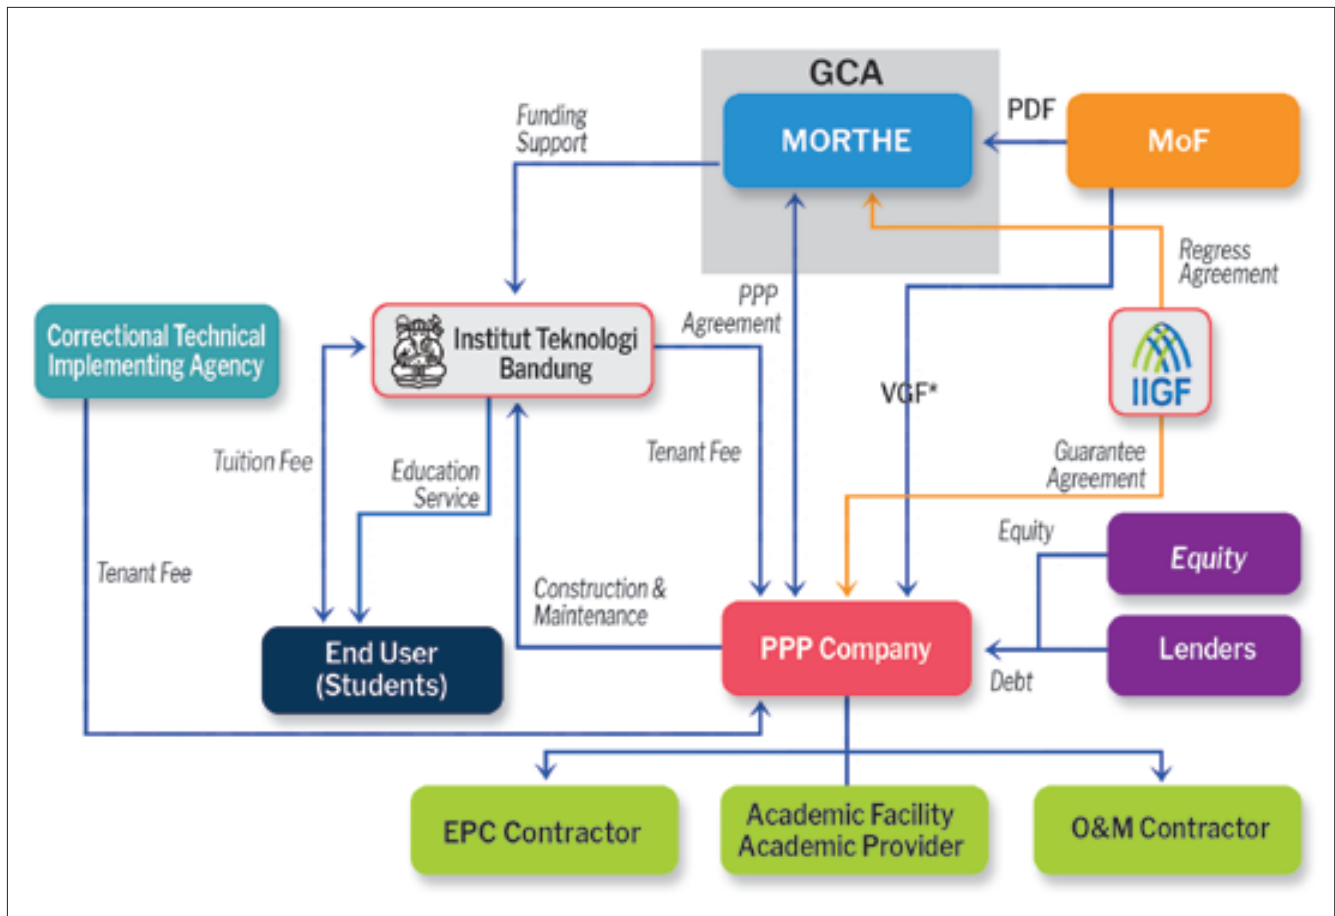 GCA
Funding
Support
MORTHE
PDF
MoF
Regress
Agreement
PPP
Agreement
Correctional Technical
Implementing Agency
Institut Teknologi
Bandung
IIGF
VGF*
Tuition Fee
Education
Service
Tenant Fee
Guarantee
Agreement
Equity
Equity
Tenant Fee
Construction &
Maintenance
End User
(Students)
PPP Company
Debt
Lenders
EPC Contractor
Academic Facility
Academic Provider
O&M Contractor